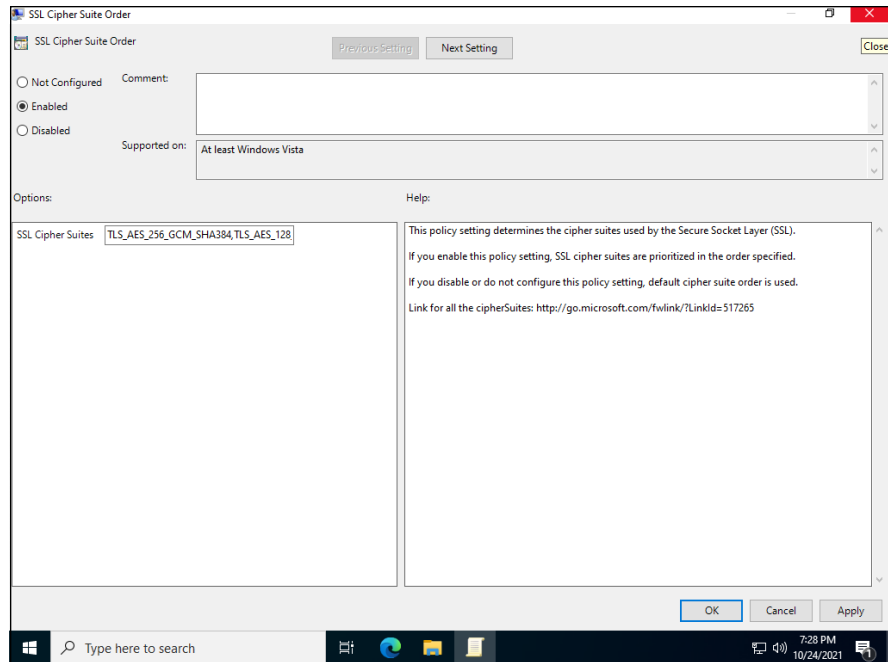 SSL Cipher Suite Order
SSL Cipher Suite Order
Previous Setting
Next Setting
Close
Not Configured
Enabled
Disabled
Comment:
Supported on:
At least Windows Vista
Options:
Help:
SSL Cipher Suites
TLS_AES_256_GCM_SHA384,TLS_AES_128
This policy setting determines the cipher suites used by the Secure Socket Layer (SSL).
If you enable this policy setting, SSL cipher suites are prioritized in the order specified.
If you disable or do not configure this policy setting, default cipher suite order is used.
Link for all the cipherSuites: http://go.microsoft.com/fwlink/?LinkId=517265
OK
Cancel
Apply
Type here to search
7:28 PM
10/24/2021
1